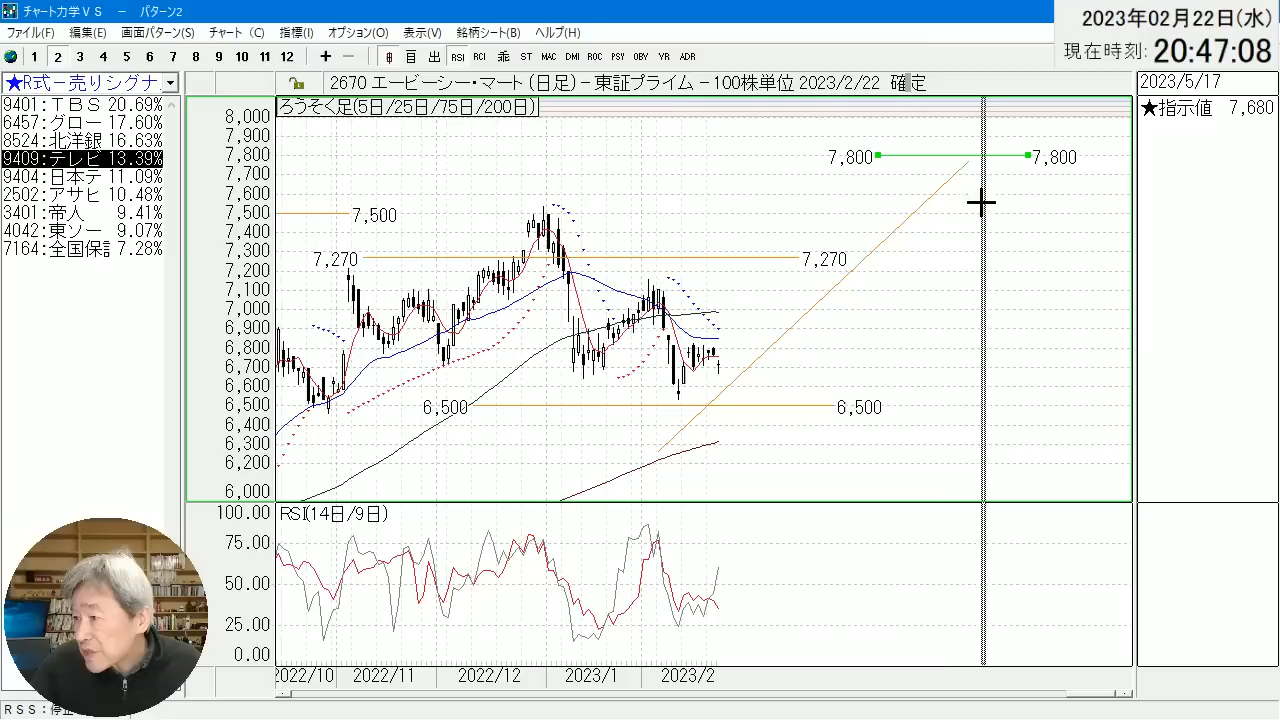 チャート力学VS － パターン2
2023年02月22日(水)
現在時刻: 20:47:08
ファイル(F) 編集(E) 画面パターン(S) チャート (C) 指標(I) オプション(O) 表示(V) 銘柄シート(B) ヘルプ(H)
1 2 3 4 5 6 7 8 9 10 11 12 + － 日 百 出 RSI RCI 乖 ST MAC DMI ROC PSY OBV YR ADR
★R式－売りシグナ
2670 エービーシー・マート (日足)－東証プライム －100株単位 2023/2/22 確定
2023/5/17
★指示値 7,680
9401:ＴＢＳ 20.69%
6457:グロー 17.60%
8524:北洋銀 16.63%
9409:テレビ 13.39%
9404:日本テ 11.09%
2502:アサヒ 10.48%
3401:帝人 9.41%
4042:東ソー 9.07%
7164:全国保 7.28%
ろうそく足(5日/25日/75日/200日)
8,000
7,900
7,800
7,700
7,600
7,500
7,400
7,300
7,200
7,100
7,000
6,900
6,800
6,700
6,600
6,500
6,400
6,300
6,200
6,000
7,800 7,800
7,500
7,270 7,270
6,500 6,500
RSI(14日/9日)
100.00
75.00
50.00
25.00
0.00
2022/10 2022/11 2022/12 2023/1 2023/2
ＲＳＳ:停